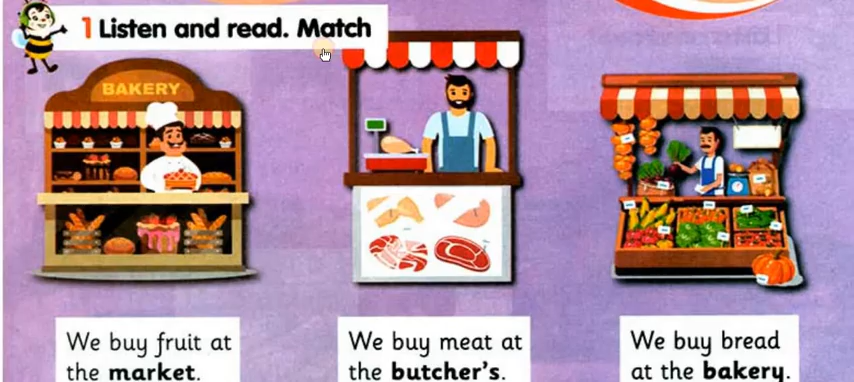 1 Listen and read. Match
BAKERY
We buy fruit at
the market.
We buy meat at
the butcher's.
We buy bread
at the bakery.